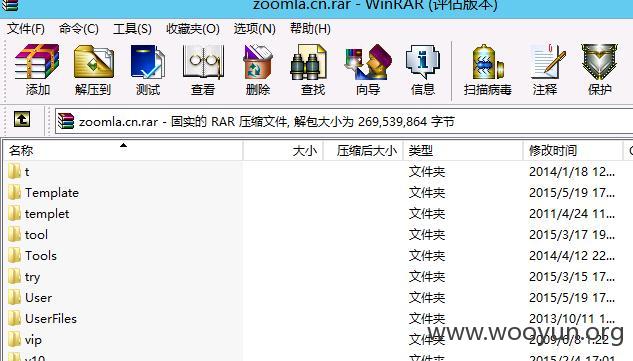 zoomla.cn.rar - WinRAR (评估版本)
文件(F) 命令(C) 工具(S) 收藏夹(O) 选项(N) 帮助(H)
添加 解压到 测试 查看 删除 查找 向导 信息 扫描病毒 注释 保护
zoomla.cn.rar - 固实的 RAR 压缩文件, 解包大小为 269,539,864 字节
名称 大小 压缩后大小 类型 修改时间
t 文件夹 2014/1/18 12...
Template 文件夹 2015/5/19 17...
templet 文件夹 2011/4/24 11...
tool 文件夹 2015/3/17 19...
Tools 文件夹 2014/4/12 22...
try 文件夹 2015/3/15 17...
User 文件夹 2015/5/19 17...
UserFiles 文件夹 2013/10/11 1...
vip 文件夹 2009/6/8 1:22
www.wooyun.org
v10 文件夹 2015/2/4 17:01